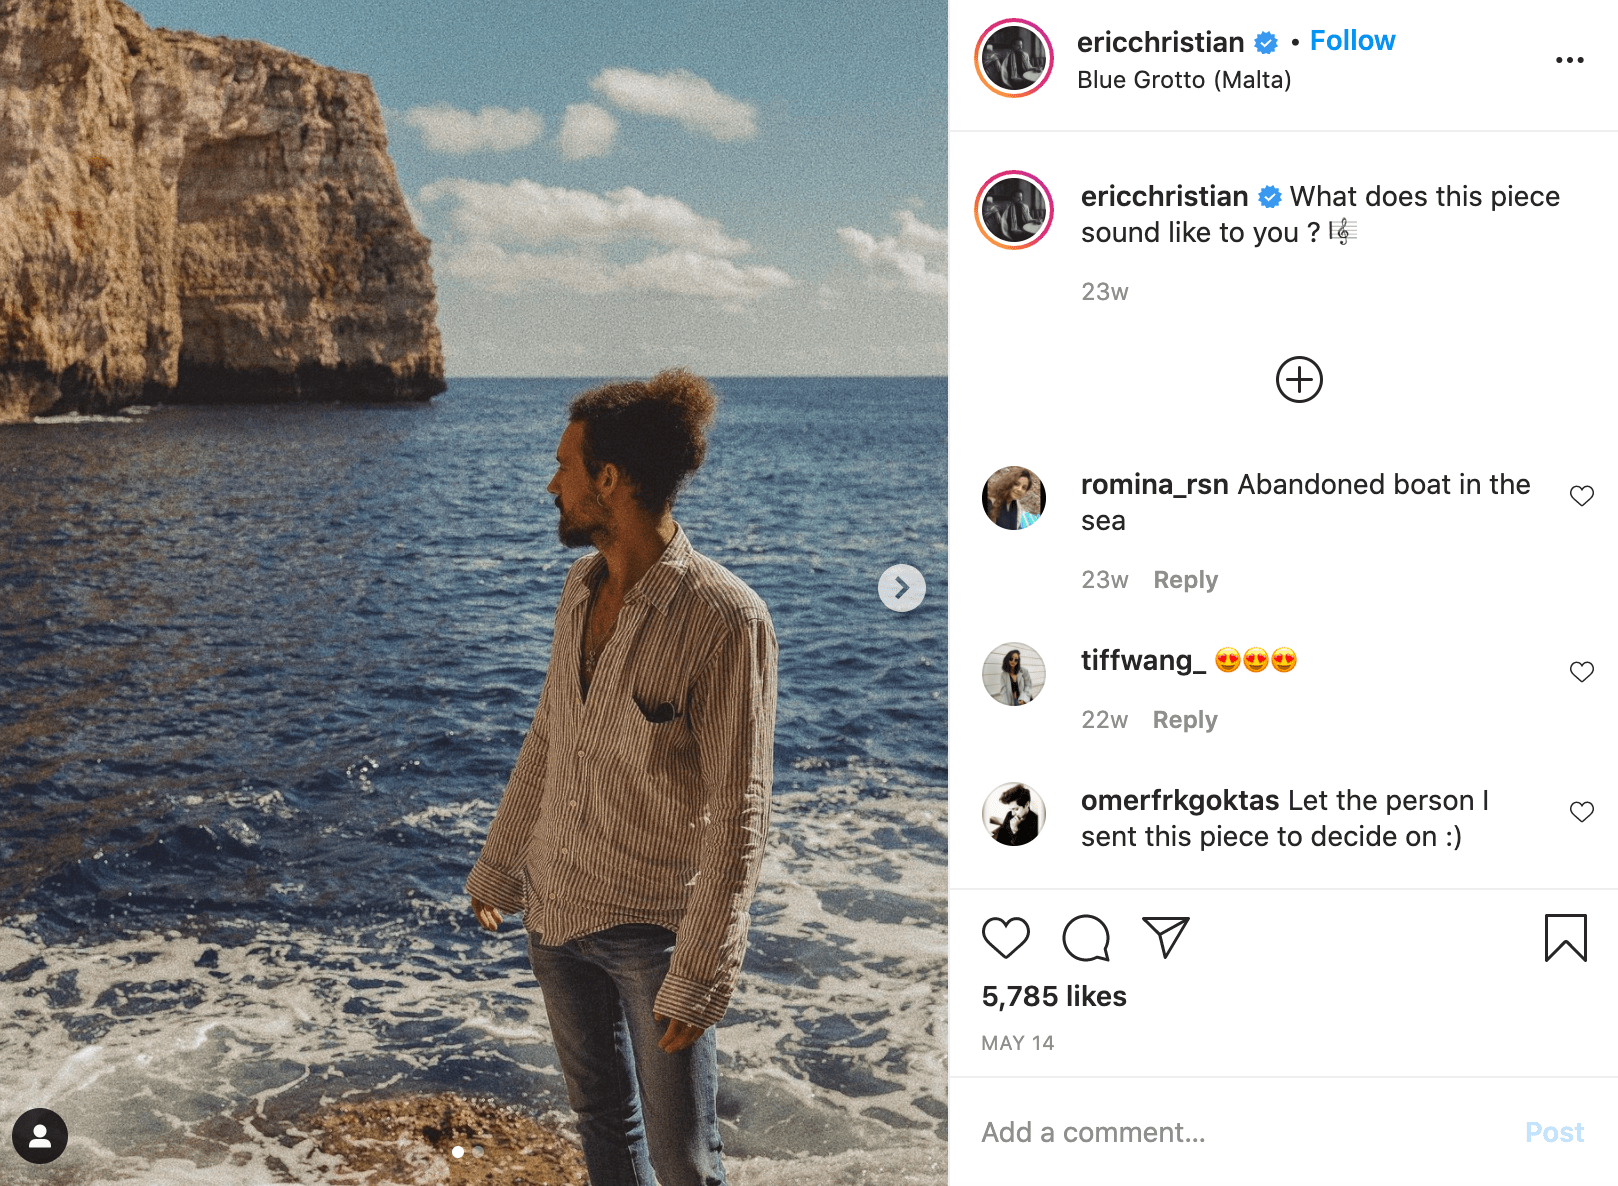 ericchristian • Follow
Blue Grotto (Malta)
ericchristian What does this piece
sound like to you ? 🎼
23w
romina_rsn Abandoned boat in the
sea
23w Reply
tiffwang_ 😍😍😍
22w Reply
omerfrkgoktas Let the person I
sent this piece to decide on :)
5,785 likes
MAY 14
Add a comment... Post